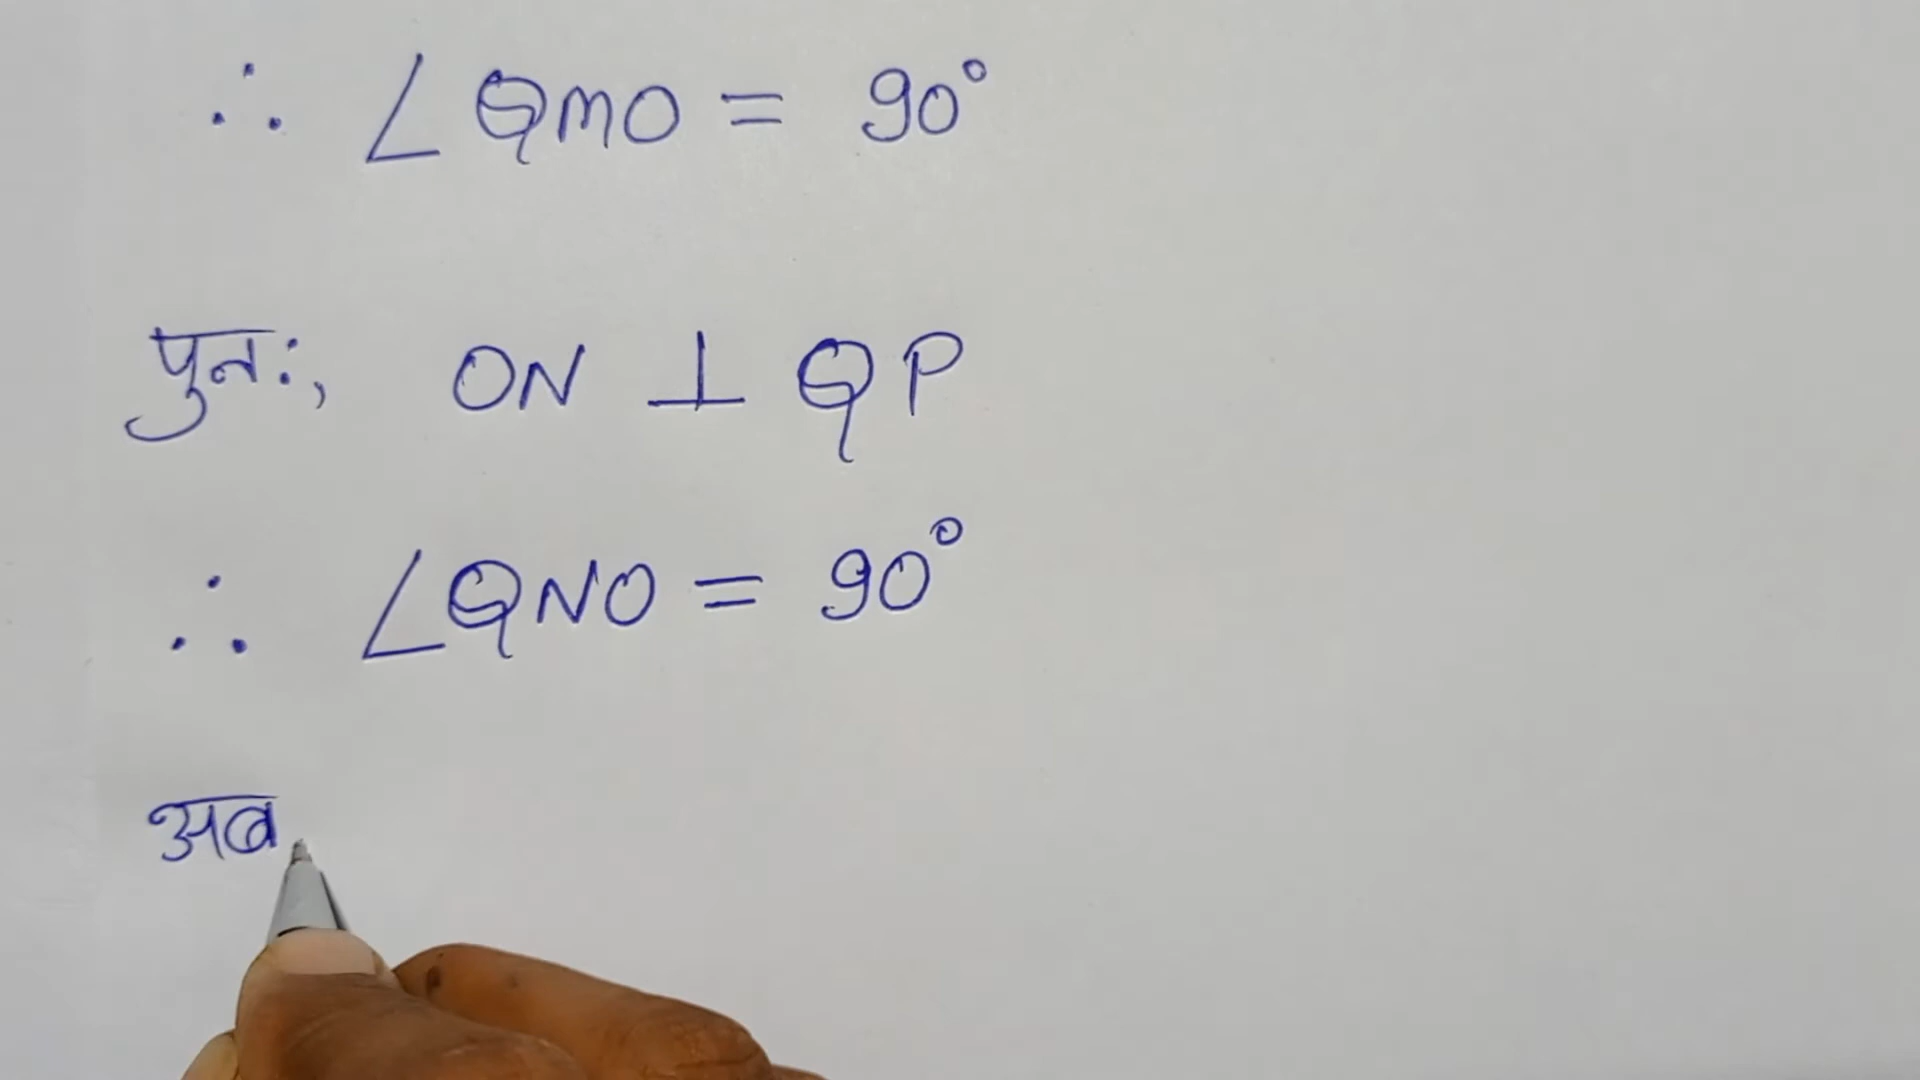 ∴ ∠QMO = 90°
पुनः, ON ⊥ QP
∴ ∠QNO = 90°
अब